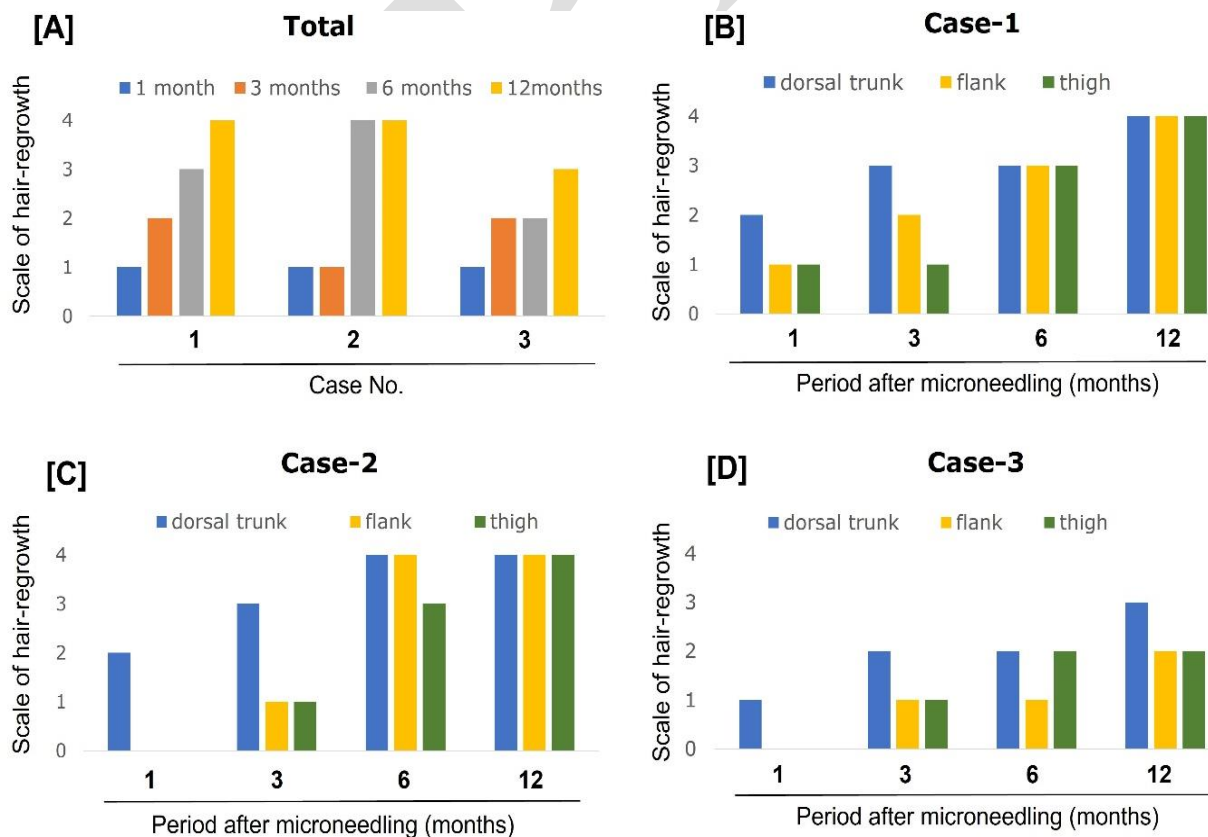 [A]
Total
1 month 3 months 6 months 12months
Scale of hair-regrowth
4
3
2
1
0
1 2 3
Case No.
[B]
Case-1
dorsal trunk flank thigh
Scale of hair-regrowth
4
3
2
1
0
1 3 6 12
Period after microneedling (months)
[C]
Case-2
dorsal trunk flank thigh
Scale of hair-regrowth
4
3
2
1
0
1 3 6 12
Period after microneedling (months)
[D]
Case-3
dorsal trunk flank thigh
Scale of hair-regrowth
4
3
2
1
0
1 3 6 12
Period after microneedling (months)